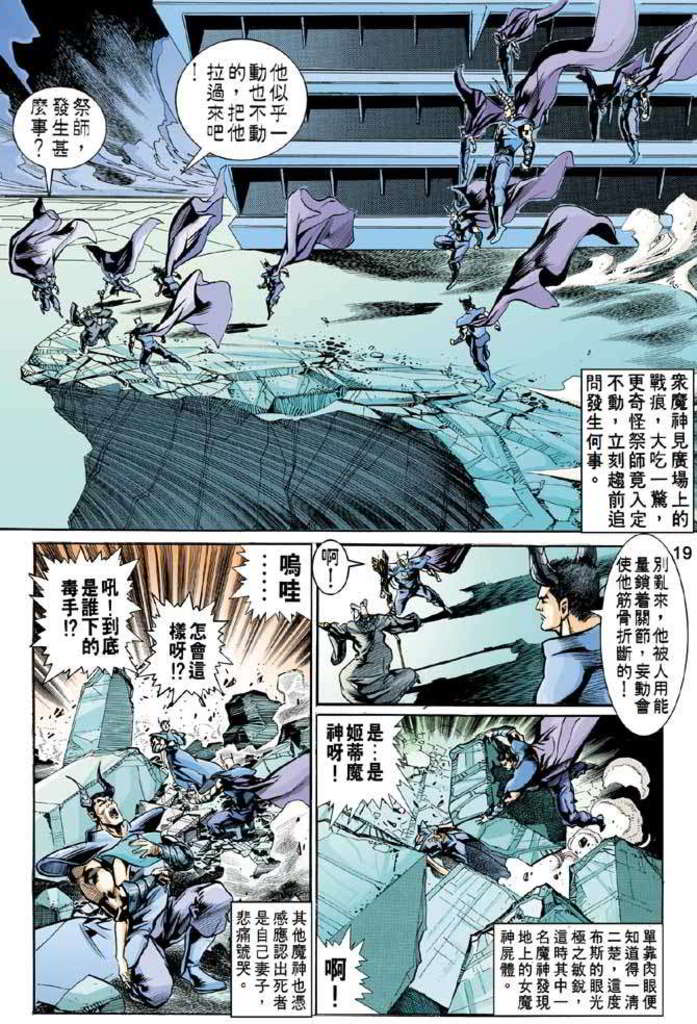 他似乎一
動也不動
的，把他
拉過來吧
！
祭師，
發生甚
麼事？
眾魔神見廣場上的
戰痕，大吃一驚，
更奇怪祭師竟入定
不動，立刻趨前追
問發生何事。
19
別亂來，他被人用能
量鎖着關節，妄動會
使他筋骨折斷的！
啊！
嗚哇
⋯⋯
怎會這
樣呀!?
吼！到底
是誰下的
毒手!?
其他魔神也憑
感應認出死者
是自己妻子，
悲痛號哭。
是…是
姬蒂魔
神呀！
單靠肉眼便
知道得一清
二楚，這度
布斯的眼光
極之敏銳，
這時其中一
名魔神發現
地上的女魔
神屍體。
啊！